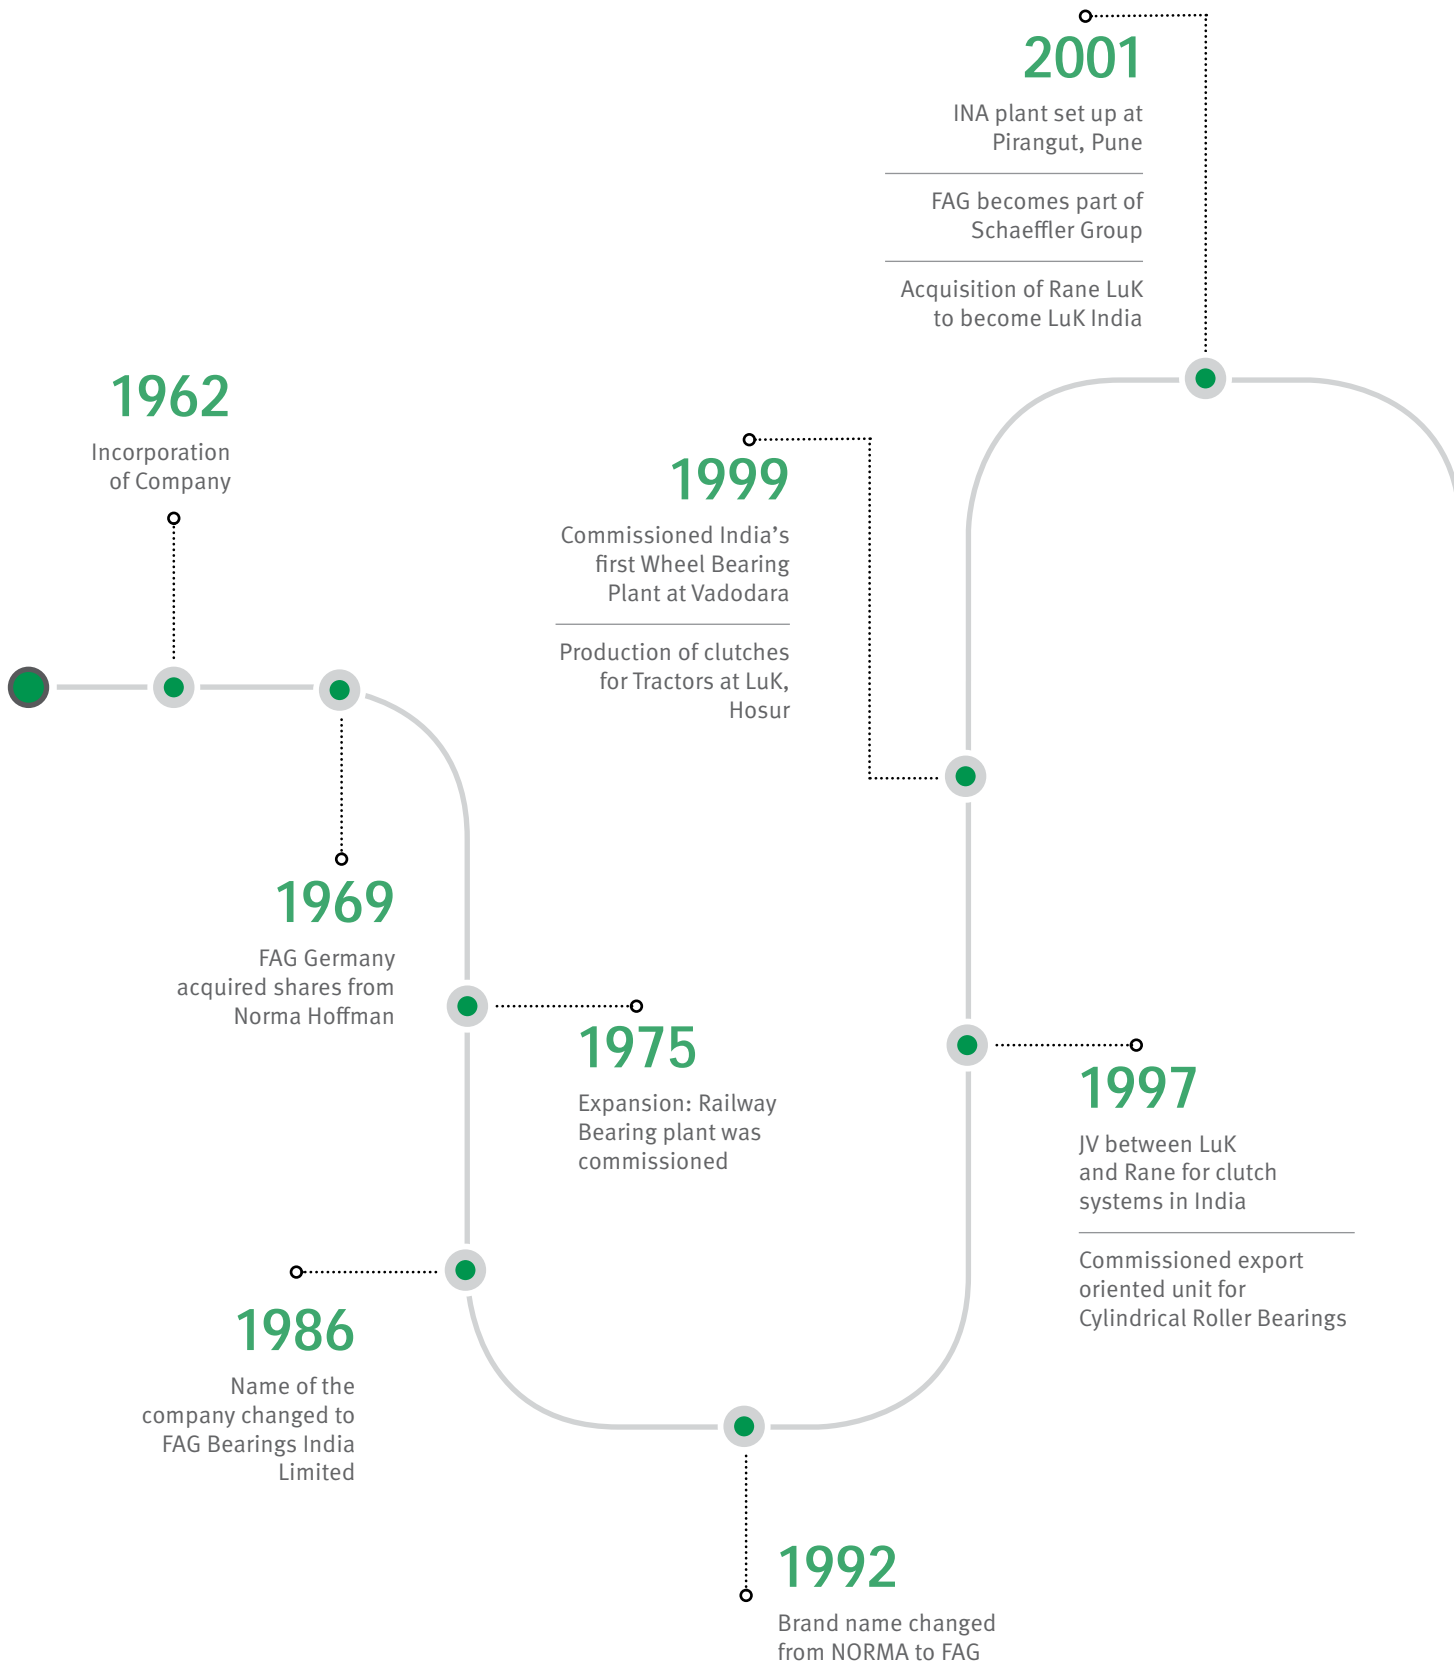 1962
Incorporation
of Company
1969
FAG Germany
acquired shares from
Norma Hoffman
1975
Expansion: Railway
Bearing plant was
commissioned
1986
Name of the
company changed to
FAG Bearings India
Limited
1992
Brand name changed
from NORMA to FAG
1997
JV between LuK
and Rane for clutch
systems in India
Commissioned export
oriented unit for
Cylindrical Roller Bearings
1999
Commissioned India’s
first Wheel Bearing
Plant at Vadodara
Production of clutches
for Tractors at LuK,
Hosur
2001
INA plant set up at
Pirangut, Pune
FAG becomes part of
Schaeffler Group
Acquisition of Rane LuK
to become LuK India